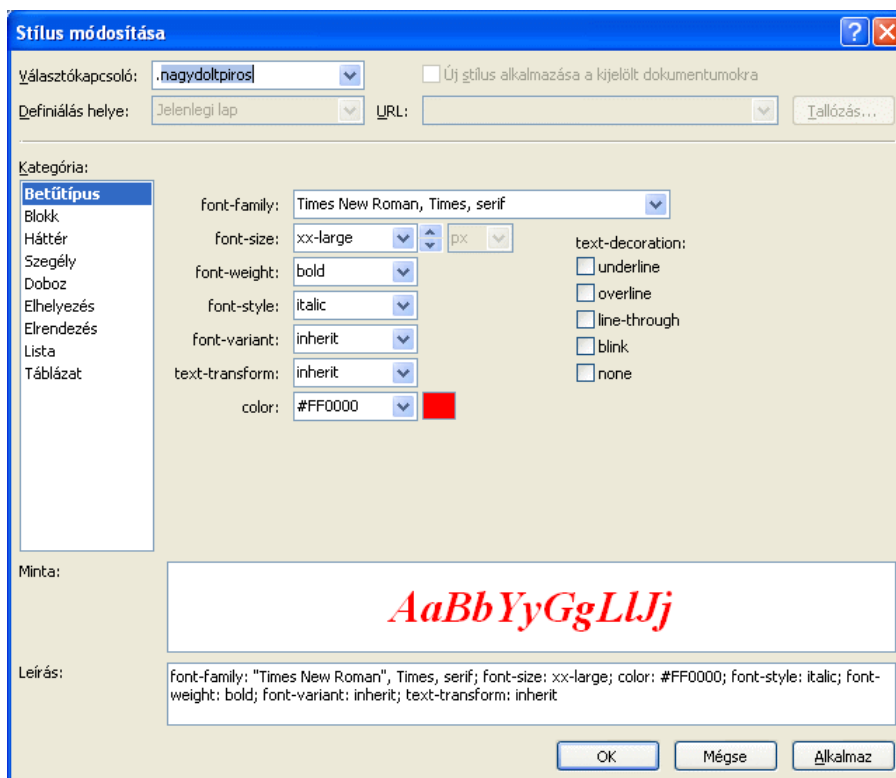 Stílus módosítása
Választókapcsoló: .nagydoltpiros Új stílus alkalmazása a kijelölt dokumentumokra
Definiálás helye: Jelenlegi lap URL: Tallózás...
Kategória:
Betűtípus
Blokk
Háttér
Szegély
Doboz
Elhelyezés
Elrendezés
Lista
Táblázat
font-family: Times New Roman, Times, serif
font-size: xx-large px
font-weight: bold
font-style: italic
font-variant: inherit
text-transform: inherit
color: #FF0000
text-decoration:
underline
overline
line-through
blink
none
Minta:
AaBbYyGgLlJj
Leírás:
font-family: "Times New Roman", Times, serif; font-size: xx-large; color: #FF0000; font-style: italic; font-
weight: bold; font-variant: inherit; text-transform: inherit
OK Mégse Alkalmaz